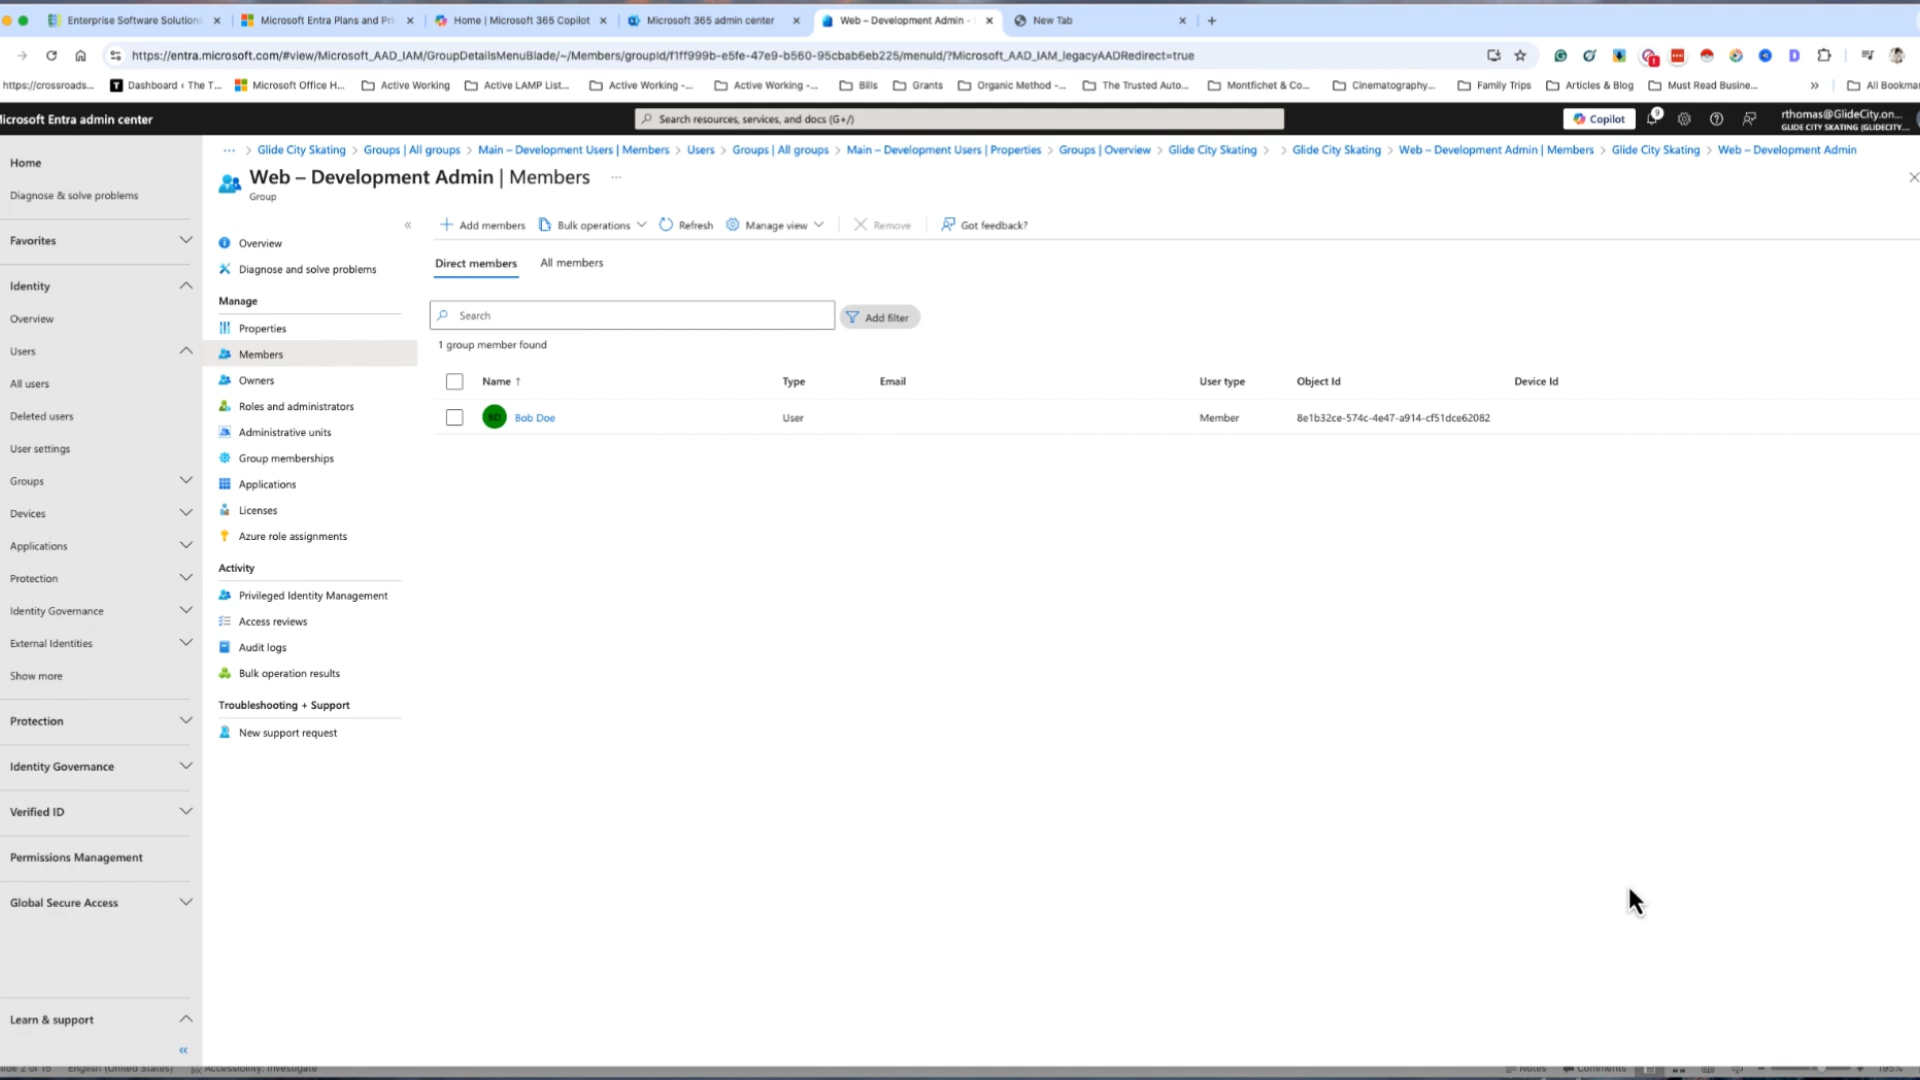 Enterprise Software Solution
Microsoft Entra Plans and Pri
Home | Microsoft 365 Copilot
Microsoft 365 admin center
Web – Development Admin -
New Tab
https://entra.microsoft.com/#view/Microsoft_AAD_IAM/GroupDetailsMenuBlade/~/Members/groupId/f1ff999b-e5fe-47e9-b560-95cbab6eb225/menuId/?Microsoft_AAD_IAM_legacyAADRedirect=true
https://crossroads...
Dashboard ‹ The T...
Microsoft Office H...
Active Working
Active LAMP List...
Active Working -...
Active Working -...
Bills
Grants
Organic Method -...
The Trusted Auto...
Montfichet & Co...
Cinematography...
Family Trips
Articles & Blog
Must Read Busine...
»
All Bookmar
icrosoft Entra admin center
Search resources, services, and docs (G+/)
Copilot
rthomas@GlideCity.on...
GLIDE CITY SKATING (GLIDECITY....
Home
Diagnose & solve problems
Favorites
Identity
Overview
Users
All users
Deleted users
User settings
Groups
Devices
Applications
Protection
Identity Governance
External Identities
Show more
Protection
Identity Governance
Verified ID
Permissions Management
Global Secure Access
Learn & support
«
··· > Glide City Skating > Groups | All groups > Main – Development Users | Members > Users > Groups | All groups > Main – Development Users | Properties > Groups | Overview > Glide City Skating > > Glide City Skating > Web – Development Admin | Members > Glide City Skating > Web – Development Admin
Web – Development Admin | Members ···
Group
«
Overview
Diagnose and solve problems
Manage
Properties
Members
Owners
Roles and administrators
Administrative units
Group memberships
Applications
Licenses
Azure role assignments
Activity
Privileged Identity Management
Access reviews
Audit logs
Bulk operation results
Troubleshooting + Support
New support request
Add members
Bulk operations
Refresh
Manage view
Remove
Got feedback?
Direct members
All members
Search
Add filter
1 group member found
Name ↑ Type Email User type Object Id Device Id
BD Bob Doe User Member 8e1b32ce-574c-4e47-a914-cf51dce62082
English (United States)
Accessibility: Investigate
Notes
Comments
195%